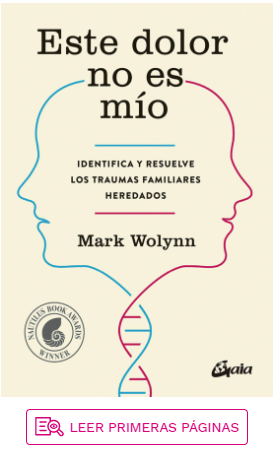 Este dolor
no es
mío
IDENTIFICA Y RESUELVE
LOS TRAUMAS FAMILIARES
HEREDADOS
Mark Wolynn
NAUTILUS BOOK AWARDS
WINNER
Gaia
LEER PRIMERAS PÁGINAS